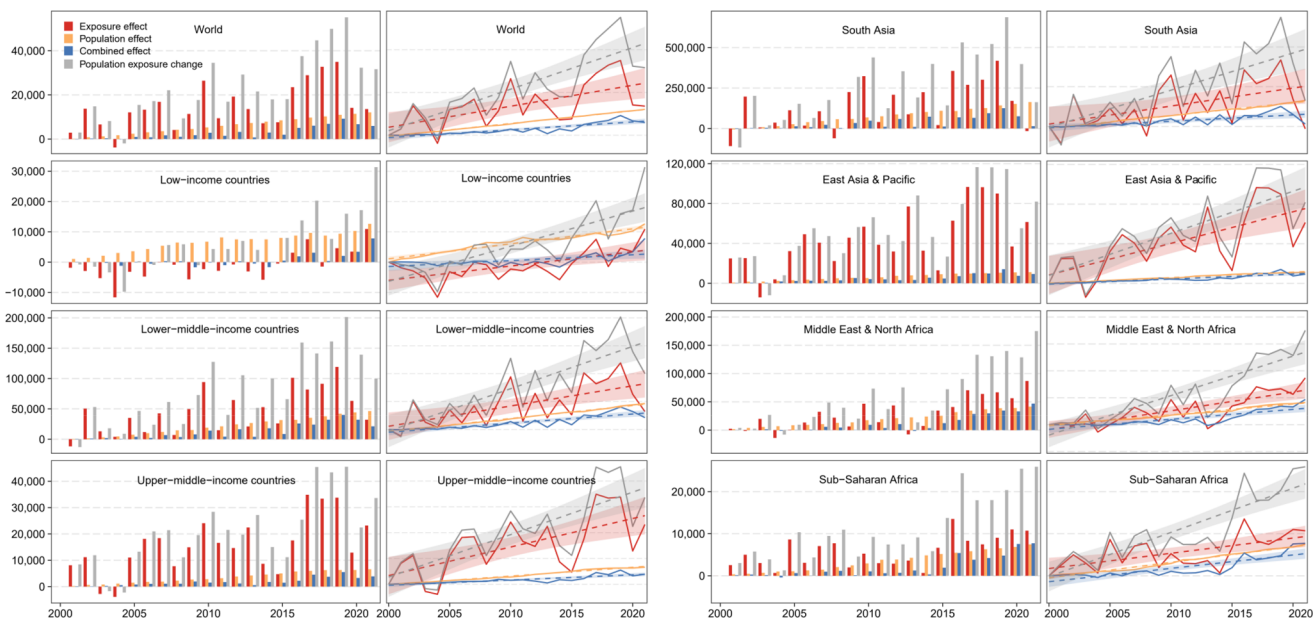 World
Exposure effect
Population effect
Combined effect
Population exposure change
40,000
20,000
0
World
Low−income countries
30,000
20,000
10,000
0
−10,000
Low−income countries
Lower−middle−income countries
200,000
150,000
100,000
50,000
0
Lower−middle−income countries
Upper−middle−income countries
40,000
30,000
20,000
10,000
0
Upper−middle−income countries
2000 2005 2010 2015 2020
2000 2005 2010 2015 2020
South Asia
500,000
250,000
0
South Asia
East Asia & Pacific
120,000
80,000
40,000
0
East Asia & Pacific
Middle East & North Africa
200,000
150,000
100,000
50,000
0
Middle East & North Africa
Sub−Saharan Africa
20,000
10,000
0
Sub−Saharan Africa
2000 2005 2010 2015 2020
2000 2005 2010 2015 2020